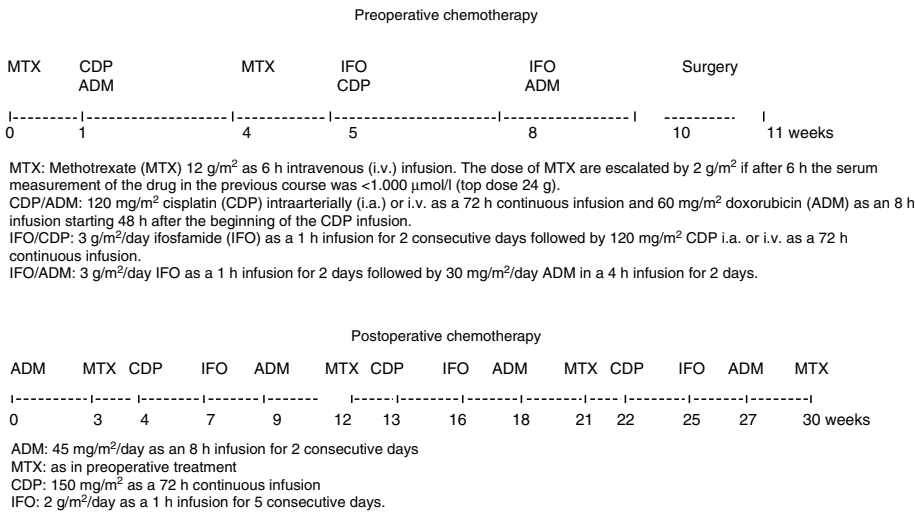 Preoperative chemotherapy
MTX CDP MTX IFO IFO Surgery
ADM CDP ADM
0 1 4 5 8 10 11 weeks
MTX: Methotrexate (MTX) 12 g/m² as 6 h intravenous (i.v.) infusion. The dose of MTX are escalated by 2 g/m² if after 6 h the serum
measurement of the drug in the previous course was <1.000 μmol/l (top dose 24 g).
CDP/ADM: 120 mg/m² cisplatin (CDP) intraarterially (i.a.) or i.v. as a 72 h continuous infusion and 60 mg/m² doxorubicin (ADM) as an 8 h
infusion starting 48 h after the beginning of the CDP infusion.
IFO/CDP: 3 g/m²/day ifosfamide (IFO) as a 1 h infusion for 2 consecutive days followed by 120 mg/m² CDP i.a. or i.v. as a 72 h
continuous infusion.
IFO/ADM: 3 g/m²/day IFO as a 1 h infusion for 2 days followed by 30 mg/m²/day ADM in a 4 h infusion for 2 days.
Postoperative chemotherapy
ADM MTX CDP IFO ADM MTX CDP IFO ADM MTX CDP IFO ADM MTX
0 3 4 7 9 12 13 16 18 21 22 25 27 30 weeks
ADM: 45 mg/m²/day as an 8 h infusion for 2 consecutive days
MTX: as in preoperative treatment
CDP: 150 mg/m² as a 72 h continuous infusion
IFO: 2 g/m²/day as a 1 h infusion for 5 consecutive days.